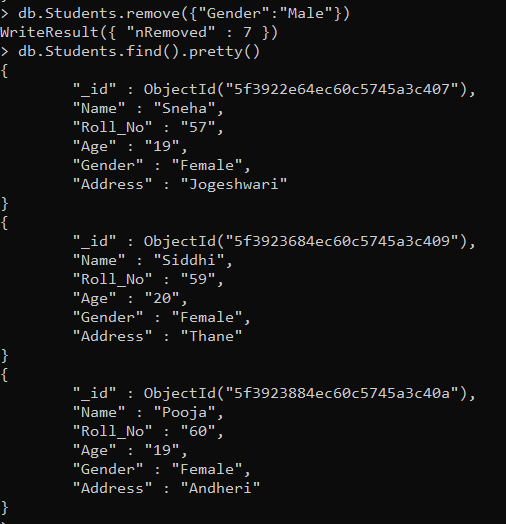 > db.Students.remove({"Gender":"Male"})
WriteResult({ "nRemoved" : 7 })
> db.Students.find().pretty()
{
        "_id" : ObjectId("5f3922e64ec60c5745a3c407"),
        "Name" : "Sneha",
        "Roll_No" : "57",
        "Age" : "19",
        "Gender" : "Female",
        "Address" : "Jogeshwari"
}
{
        "_id" : ObjectId("5f3923684ec60c5745a3c409"),
        "Name" : "Siddhi",
        "Roll_No" : "59",
        "Age" : "20",
        "Gender" : "Female",
        "Address" : "Thane"
}
{
        "_id" : ObjectId("5f3923884ec60c5745a3c40a"),
        "Name" : "Pooja",
        "Roll_No" : "60",
        "Age" : "19",
        "Gender" : "Female",
        "Address" : "Andheri"
}